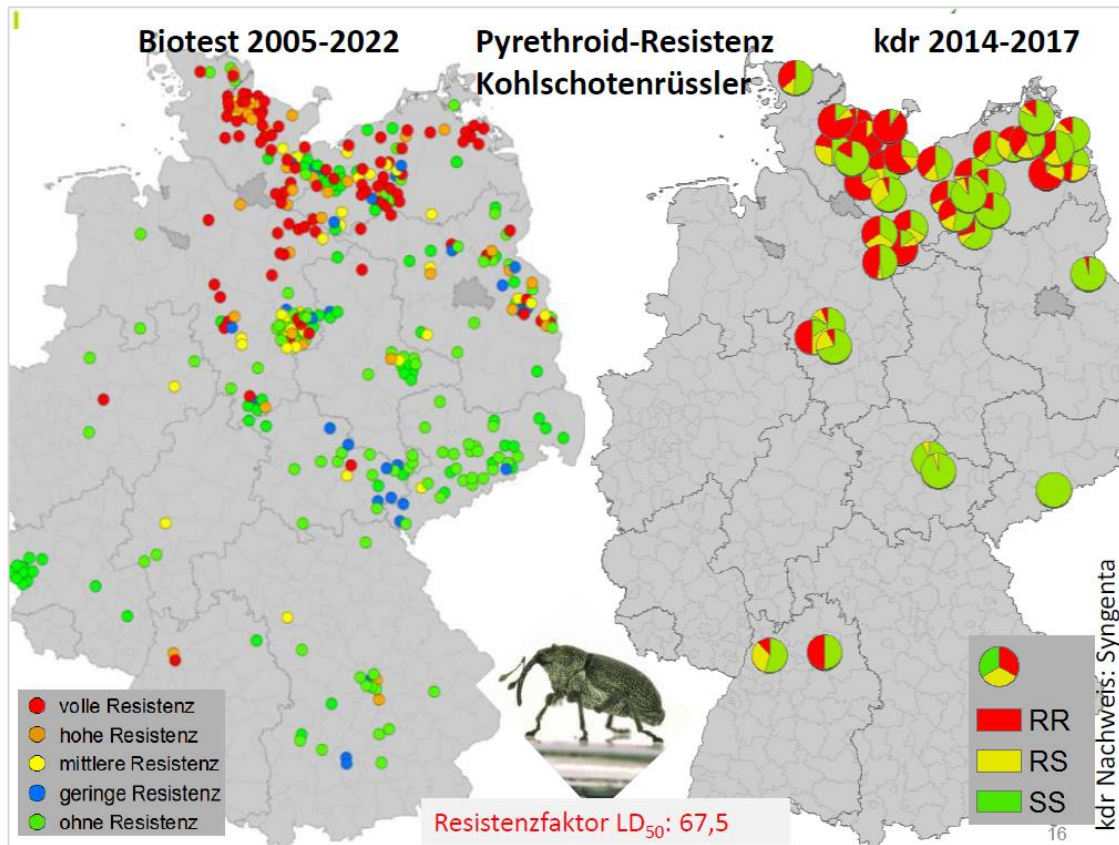 Biotest 2005-2022
Pyrethroid-Resistenz
Kohlschotenrüssler
kdr 2014-2017
volle Resistenz
hohe Resistenz
mittlere Resistenz
geringe Resistenz
ohne Resistenz
Resistenzfaktor LD50: 67,5
RR
RS
SS
16
kdr Nachweis: Syngenta